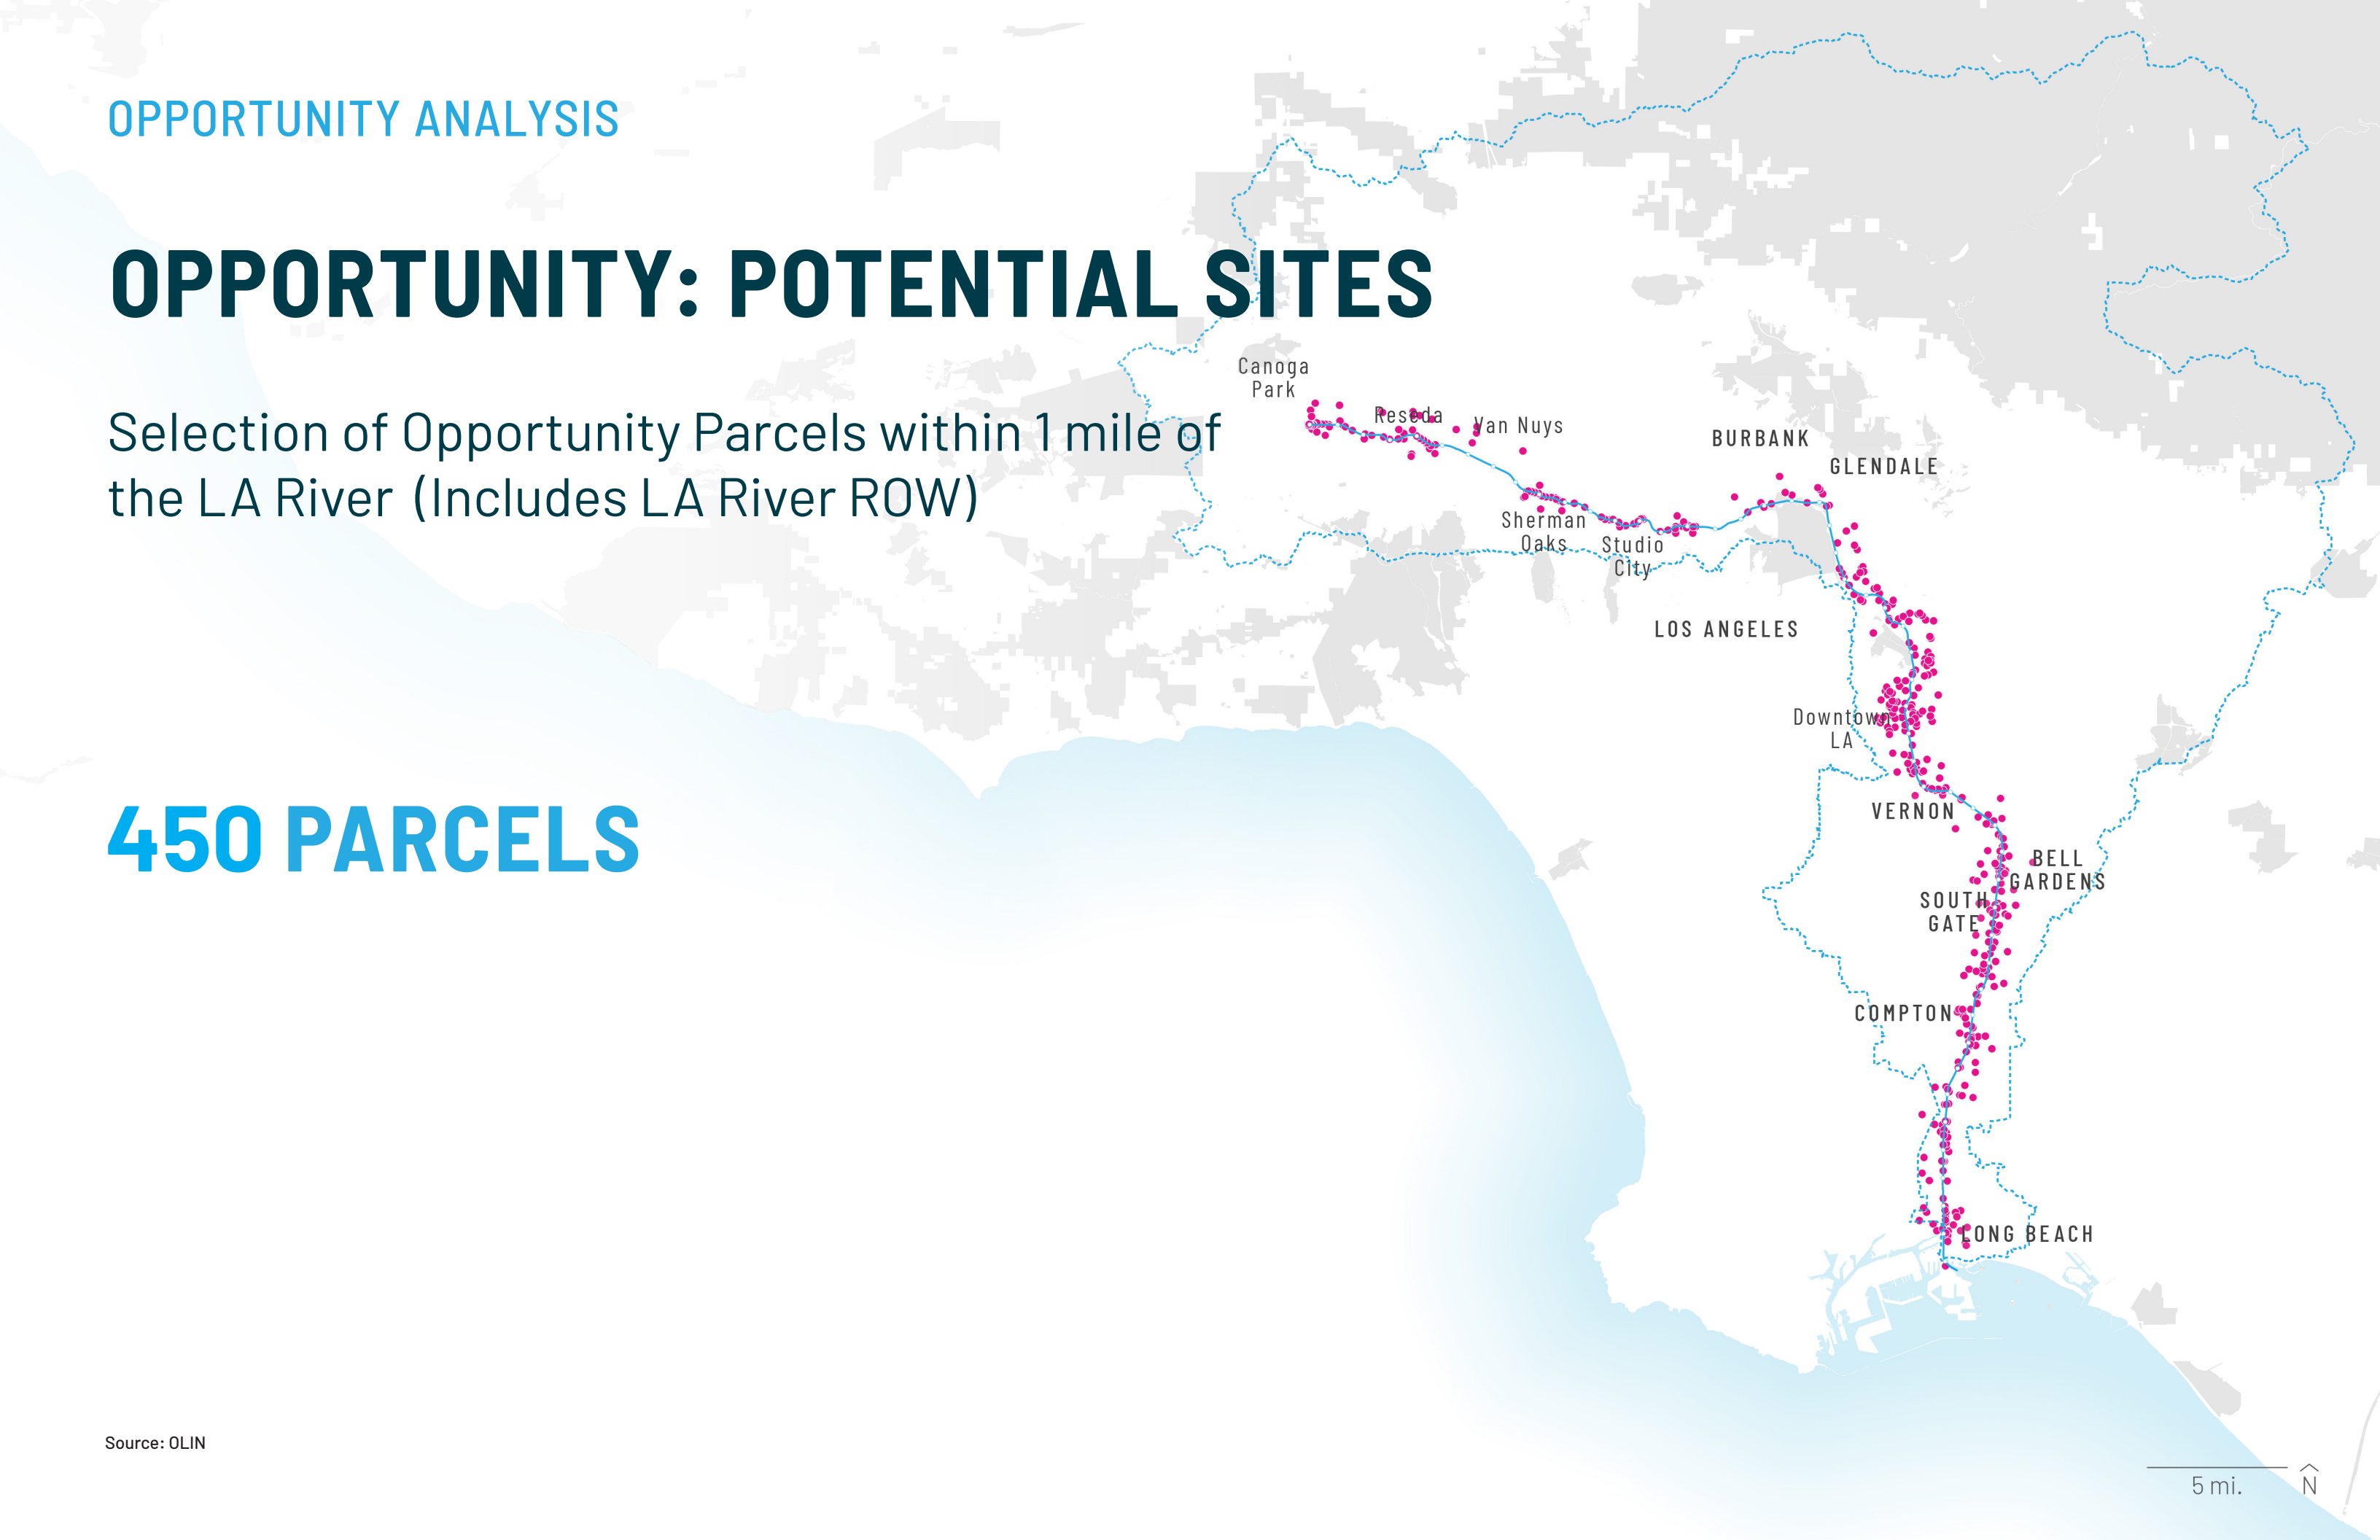 OPPORTUNITY ANALYSIS
OPPORTUNITY: POTENTIAL SITES
Selection of Opportunity Parcels within 1 mile of
the LA River (Includes LA River ROW)
450 PARCELS
Canoga
Park
Reseda
Van Nuys
BURBANK
GLENDALE
Sherman
Oaks
Studio
City
LOS ANGELES
Downtown
LA
VERNON
BELL
GARDENS
SOUTH
GATE
COMPTON
LONG BEACH
Source: OLIN
5 mi.
N